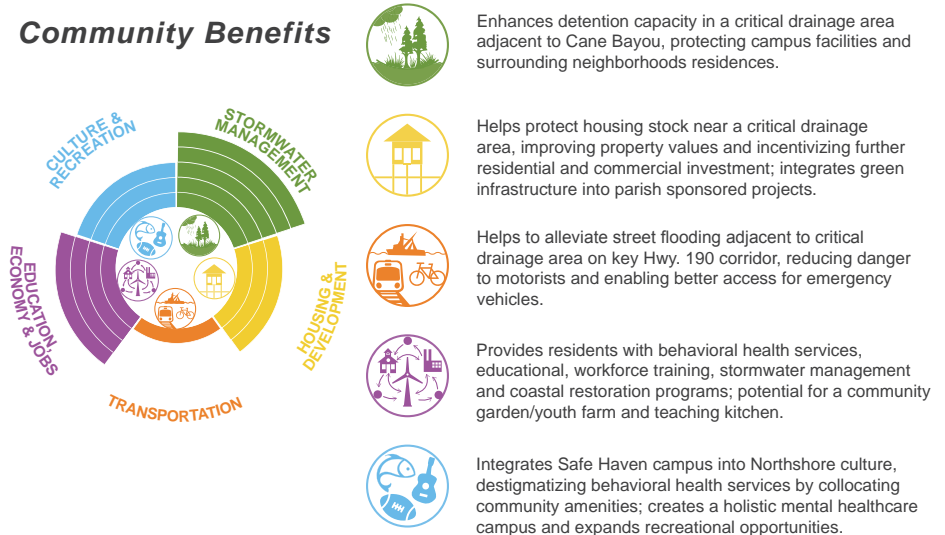 Community Benefits
CULTURE &
RECREATION
STORMWATER
MANAGEMENT
EDUCATION,
ECONOMY & JOBS
HOUSING &
DEVELOPMENT
TRANSPORTATION
Enhances detention capacity in a critical drainage area
adjacent to Cane Bayou, protecting campus facilities and
surrounding neighborhoods residences.
Helps protect housing stock near a critical drainage
area, improving property values and incentivizing further
residential and commercial investment; integrates green
infrastructure into parish sponsored projects.
Helps to alleviate street flooding adjacent to critical
drainage area on key Hwy. 190 corridor, reducing danger
to motorists and enabling better access for emergency
vehicles.
Provides residents with behavioral health services,
educational, workforce training, stormwater management
and coastal restoration programs; potential for a community
garden/youth farm and teaching kitchen.
Integrates Safe Haven campus into Northshore culture,
destigmatizing behavioral health services by collocating
community amenities; creates a holistic mental healthcare
campus and expands recreational opportunities.